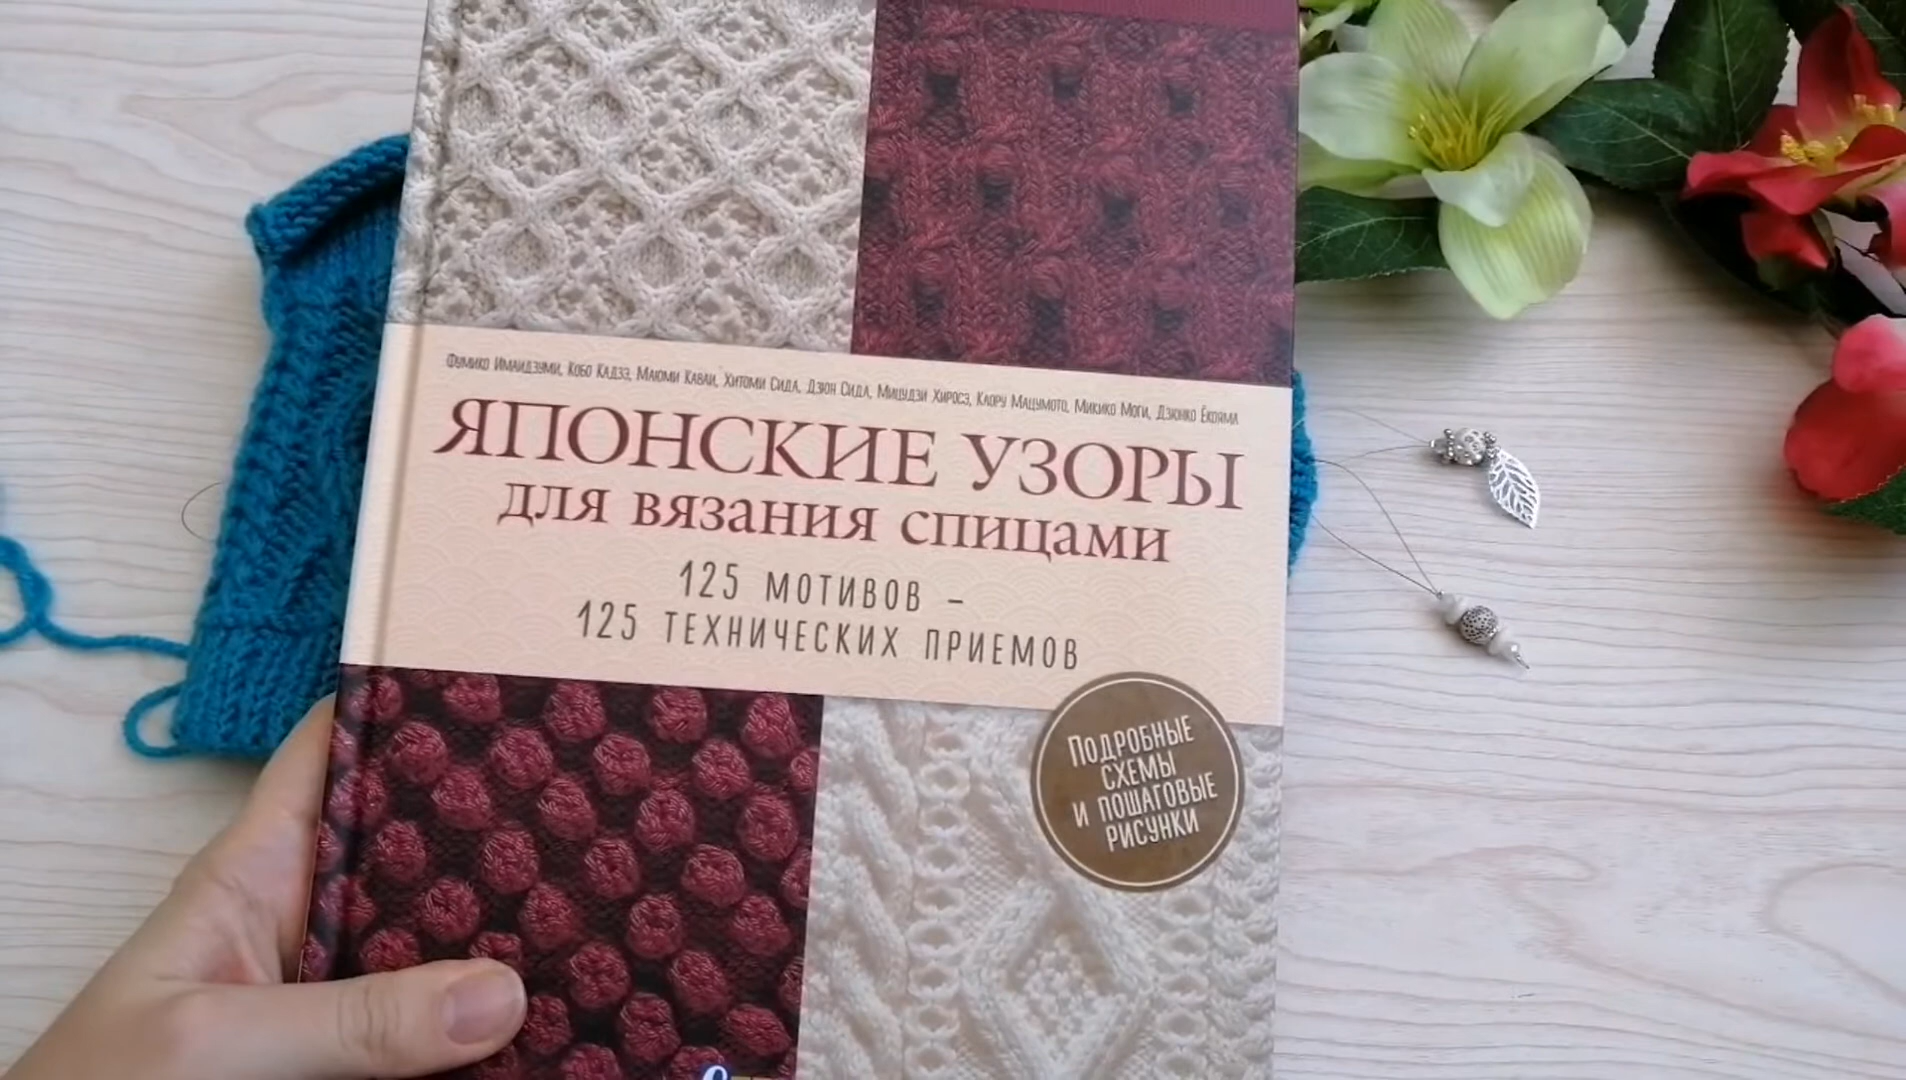 Фумико Имаидзуми, Кобо Кадзэ, Маюми Каваи, Хитоми Сида, Дзюн Сида, Мицудзи Хиросэ, Каору Мацумото, Микико Моги, Дзюнко Ёкояма
ЯПОНСКИЕ УЗОРЫ
для вязания спицами
125 МОТИВОВ –
125 ТЕХНИЧЕСКИХ ПРИЕМОВ
ПОДРОБНЫЕ
СХЕМЫ
И ПОШАГОВЫЕ
РИСУНКИ